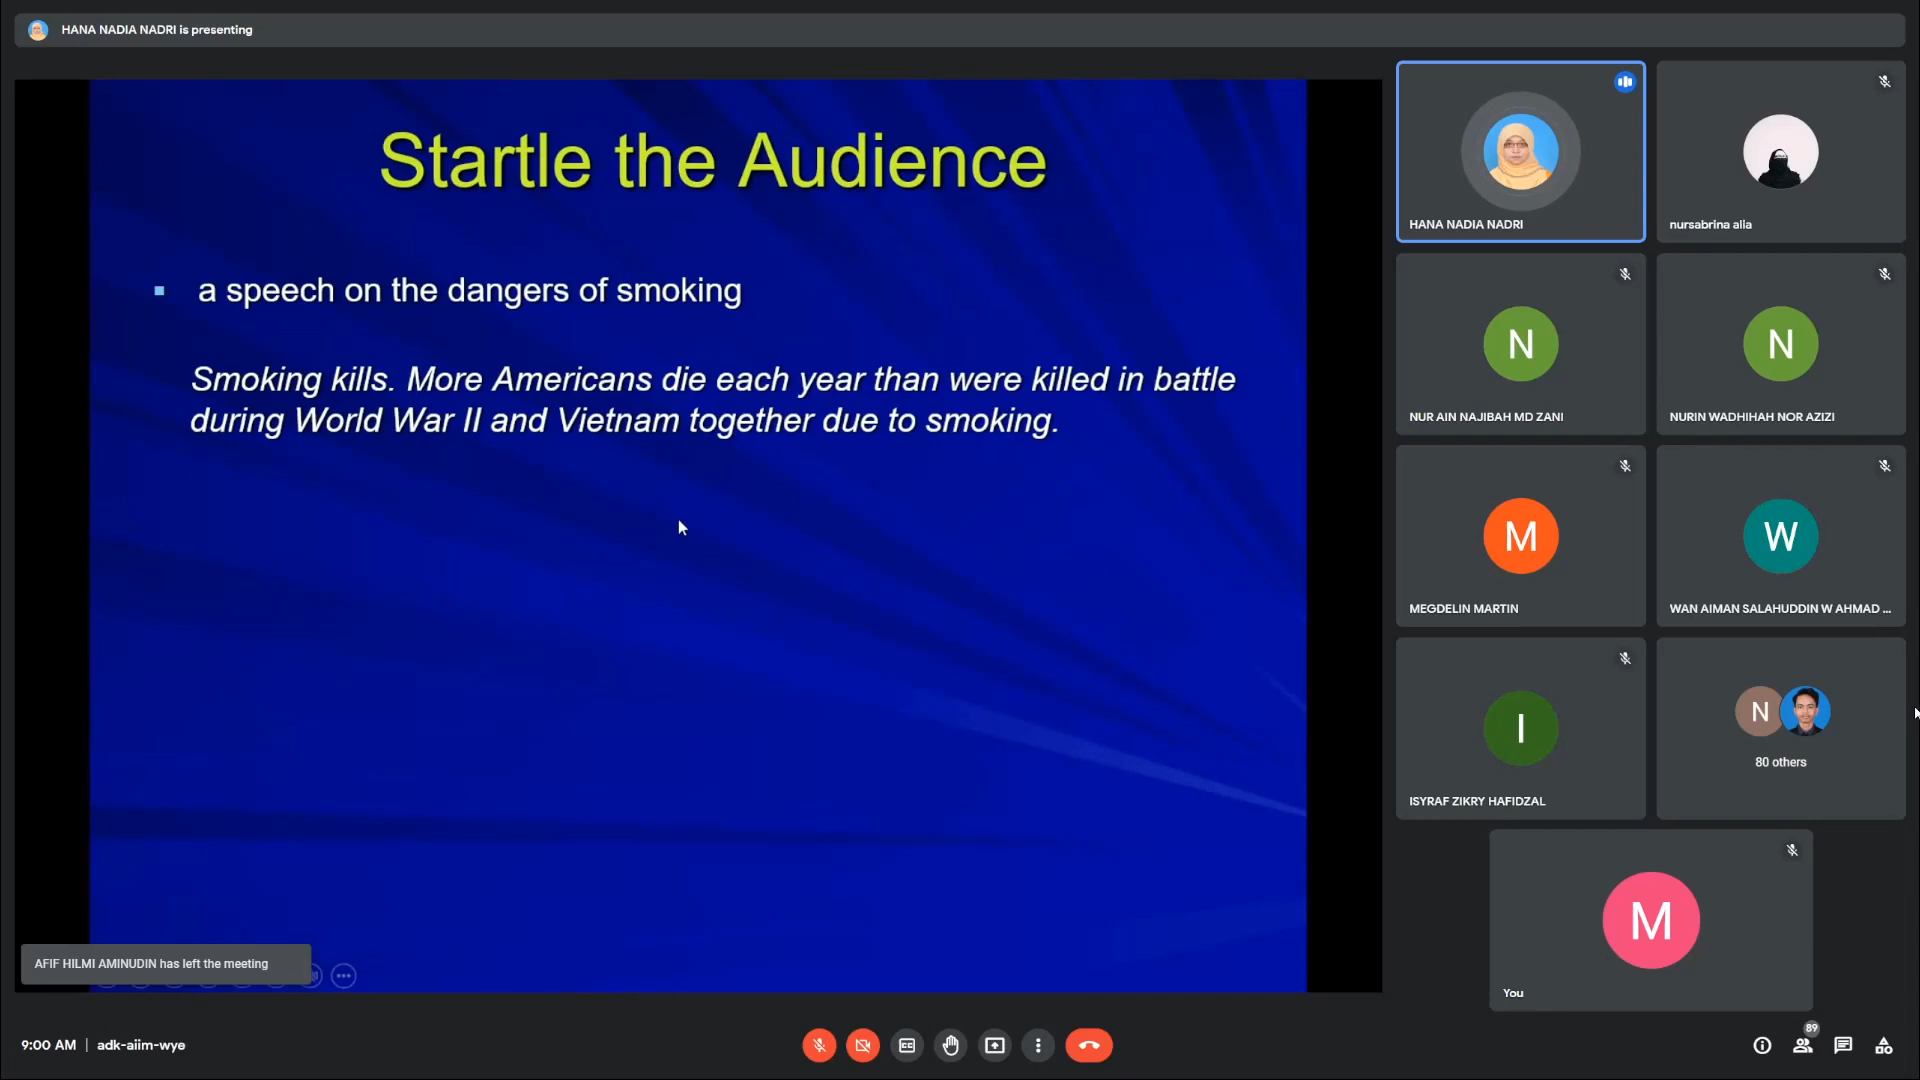 HANA NADIA NADRI is presenting
Startle the Audience
a speech on the dangers of smoking
Smoking kills. More Americans die each year than were killed in battle
during World War II and Vietnam together due to smoking.
AFIF HILMI AMINUDIN has left the meeting
HANA NADIA NADRI
nursabrina alia
N
N
NUR AIN NAJIBAH MD ZANI
NURIN WADHIHAH NOR AZIZI
M
W
MEGDELIN MARTIN
WAN AIMAN SALAHUDDIN W AHMAD ...
I
N
80 others
ISYRAF ZIKRY HAFIDZAL
M
You
9:00 AM | adk-aiim-wye
89